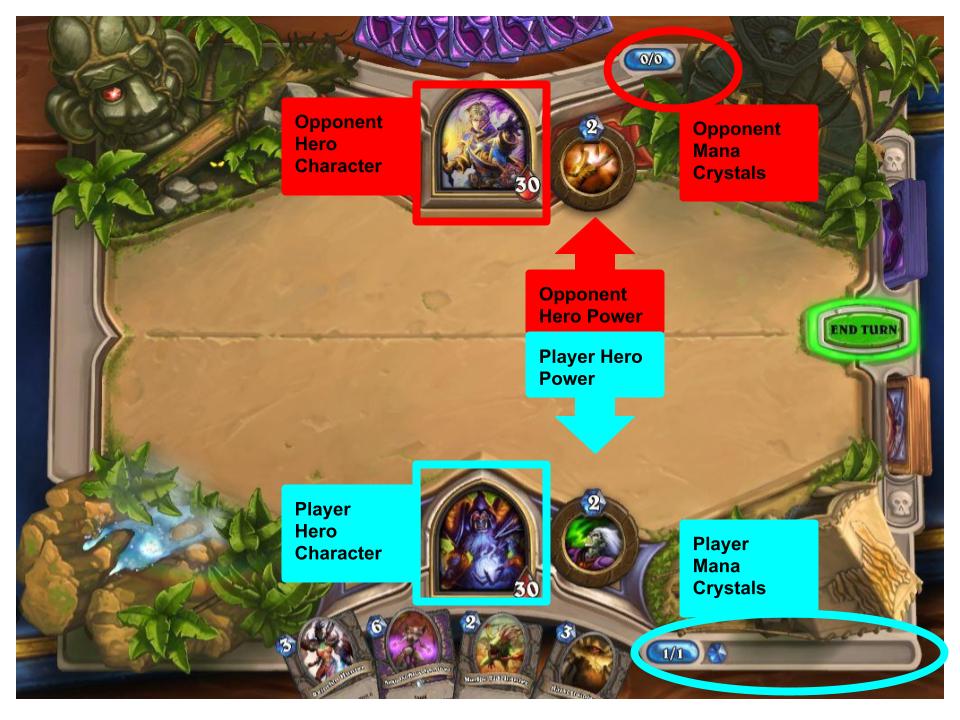 0/0
Opponent
Hero
Character
2
Opponent
Mana
Crystals
30
Opponent
Hero Power
END TURN
Player Hero
Power
Player
Hero
Character
2
Player
Mana
Crystals
30
1/1
3
6
2
3